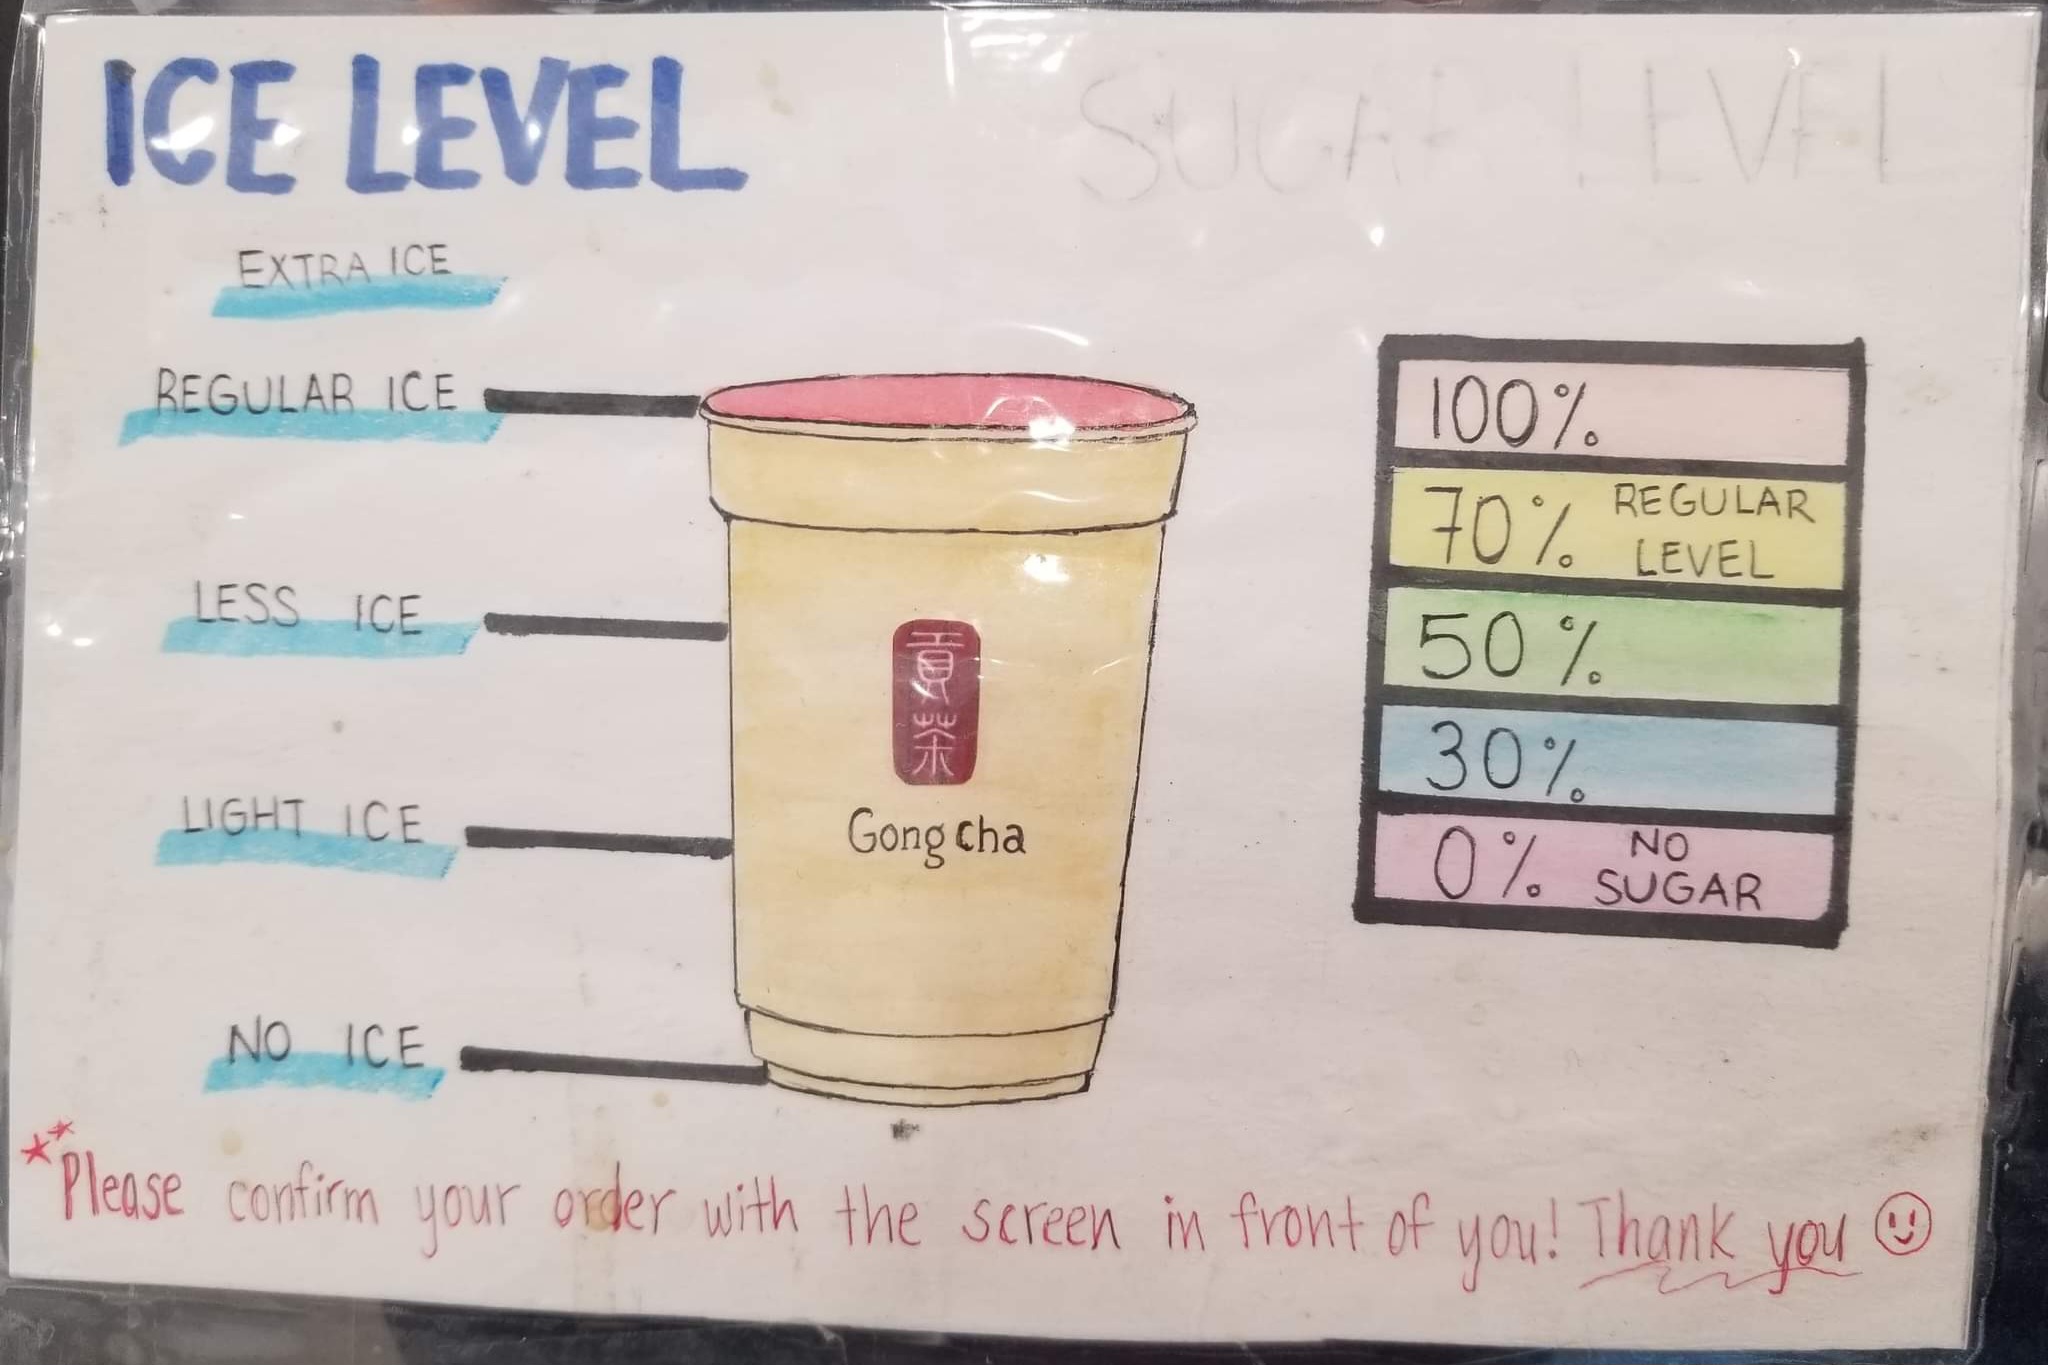 ICE LEVEL
SUGAR LEVEL
EXTRA ICE
REGULAR ICE
LESS ICE
LIGHT ICE
NO ICE
貢茶
Gong cha
100%
70% REGULAR
LEVEL
50%
30%
0% NO
SUGAR
**Please confirm your order with the screen in front of you! Thank you